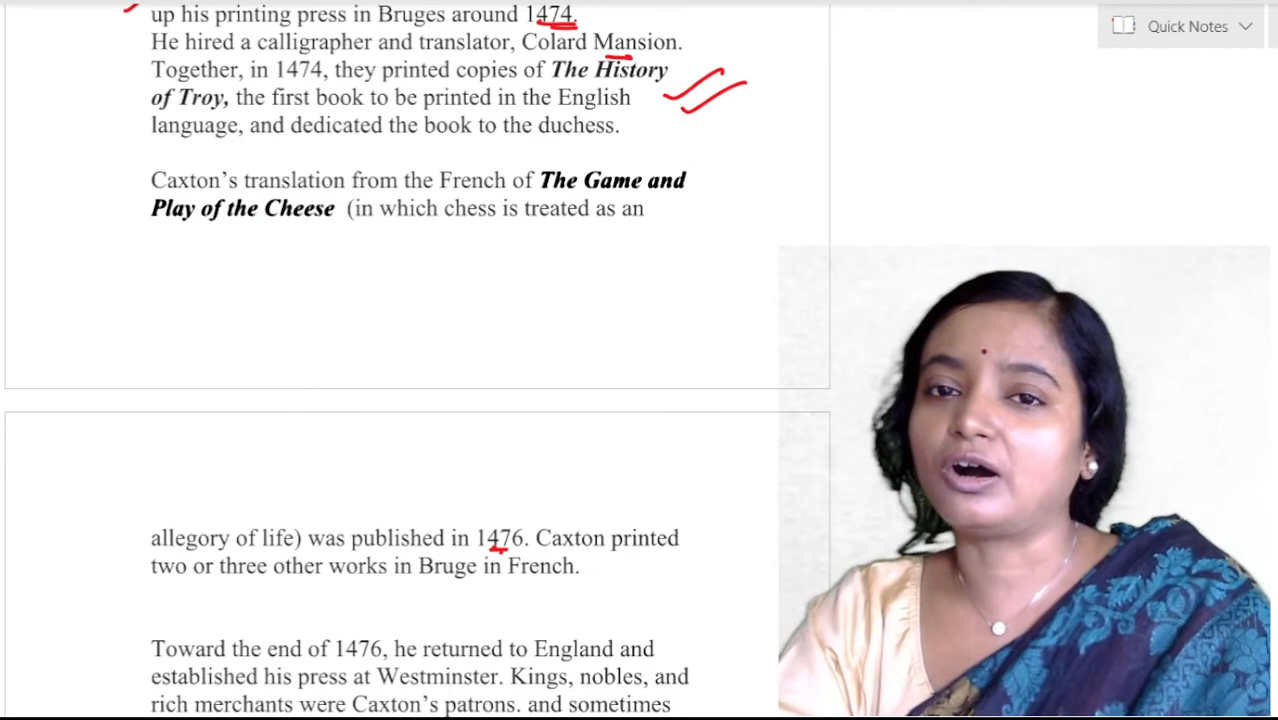 up his printing press in Bruges around 1474.
Quick Notes
He hired a calligrapher and translator, Colard Mansion.
Together, in 1474, they printed copies of The History
of Troy, the first book to be printed in the English
language, and dedicated the book to the duchess.
Caxton’s translation from the French of The Game and
Play of the Cheese (in which chess is treated as an
allegory of life) was published in 1476. Caxton printed
two or three other works in Bruge in French.
Toward the end of 1476, he returned to England and
established his press at Westminster. Kings, nobles, and
rich merchants were Caxton’s patrons. and sometimes